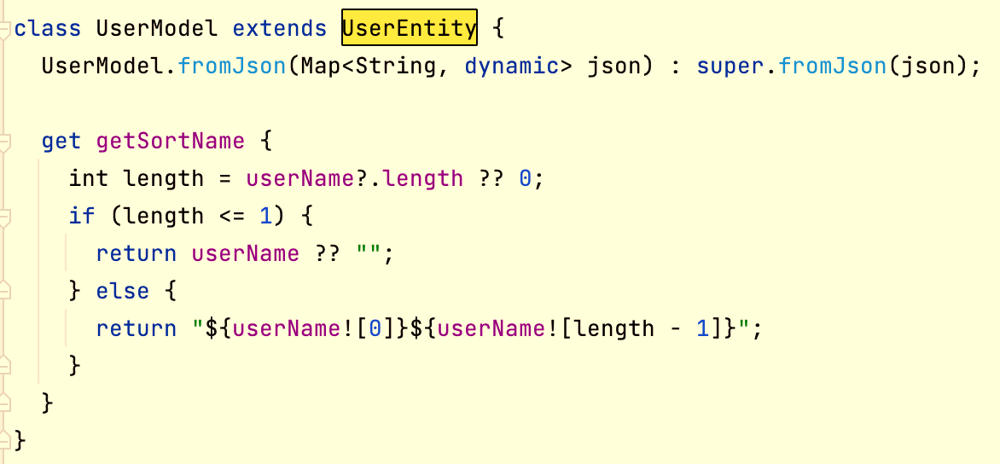 class UserModel extends UserEntity {
  UserModel.fromJson(Map<String, dynamic> json) : super.fromJson(json);

  get getSortName {
    int length = userName?.length ?? 0;
    if (length <= 1) {
      return userName ?? "";
    } else {
      return "${userName![0]}${userName![length - 1]}";
    }
  }
}